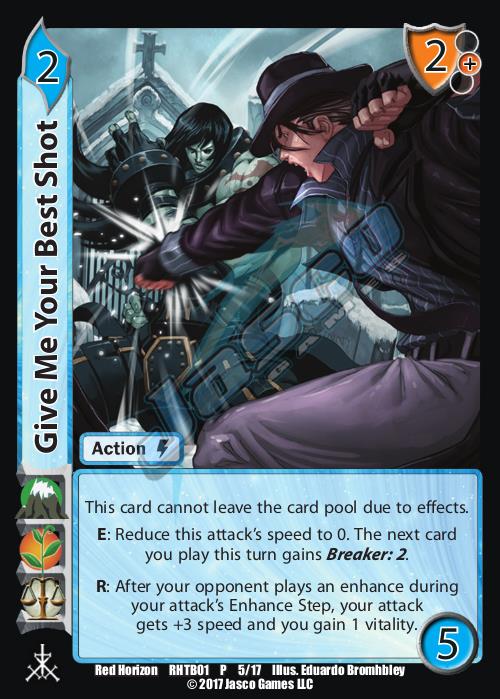 2
2
+
Give Me Your Best Shot
JASCO
GAMES
Action
This card cannot leave the card pool due to effects.
E: Reduce this attack's speed to 0. The next card
you play this turn gains Breaker: 2.
R: After your opponent plays an enhance during
your attack's Enhance Step, your attack
gets +3 speed and you gain 1 vitality.
5
Red Horizon RHTB01 P 5/17 Illus. Eduardo Bromhbley
© 2017 Jasco Games LLC